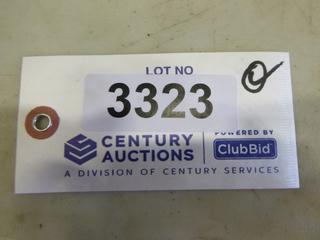 LOT NO
3323
CENTURY
AUCTIONS
POWERED BY
ClubBid
A DIVISION OF CENTURY SERVICES